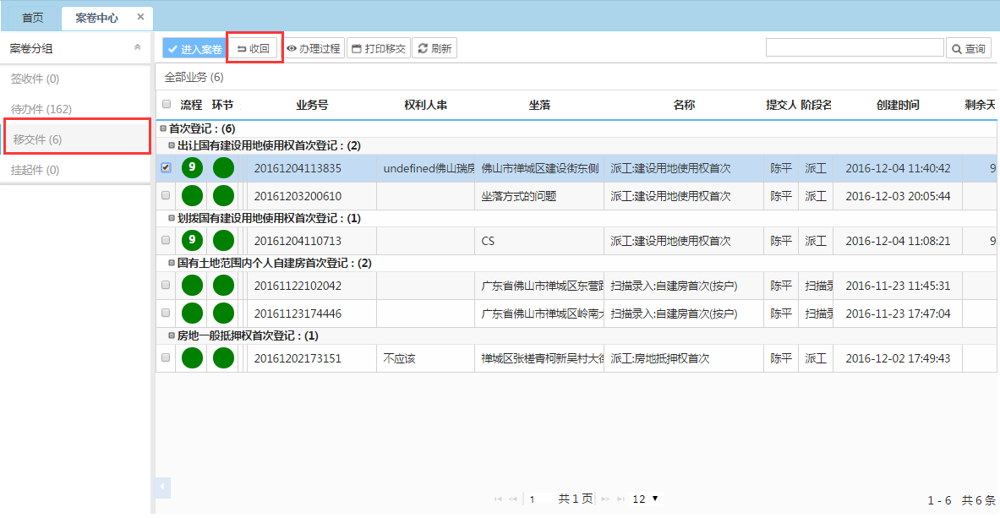 首页 案卷中心 ×
案卷分组
签收件 (0)
待办件 (162)
移交件 (6)
挂起件 (0)
进入案卷 收回 办理过程 打印移交 刷新 查询
全部业务 (6)
流程 环节 业务号 权利人串 坐落 名称 提交人 阶段名 创建时间 剩余天
首次登记 : (6)
出让国有建设用地使用权首次登记 : (2)
9 20161204113835 undefined佛山瑞房 佛山市禅城区建设街东侧 派工:建设用地使用权首次 陈平 派工 2016-12-04 11:40:42 9
20161203200610 坐落方式的问题 派工:建设用地使用权首次 陈平 派工 2016-12-03 20:05:44
划拨国有建设用地使用权首次登记 : (1)
9 20161204110713 CS 派工:建设用地使用权首次 陈平 派工 2016-12-04 11:08:21 9
国有土地范围内个人自建房首次登记 : (2)
20161122102042 广东省佛山市禅城区东营路 扫描录入:自建房首次(按户) 陈平 扫描录 2016-11-23 11:45:31
20161123174446 广东省佛山市禅城区岭南大 扫描录入:自建房首次(按户) 陈平 扫描录 2016-11-23 17:47:04
房地一般抵押权首次登记 : (1)
20161202173151 不应该 禅城区张槎青柯新吴村大街 派工:房地抵押权首次 陈平 派工 2016-12-02 17:49:43
1 共 1 页 12 1 - 6 共 6 条